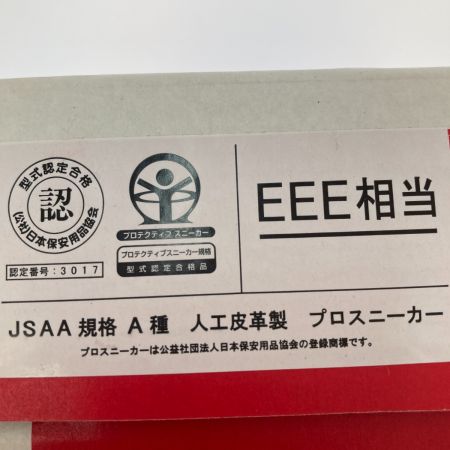 型式認定合格
認
(公社)日本保安用品協会
認定番号:3017
プロテクティブ スニーカー
プロテクティブスニーカー規格
型式認定合格品
EEE相当
JSAA規格 A種 人工皮革製 プロスニーカー
プロスニーカーは公益社団法人日本保安用品協会の登録商標です。